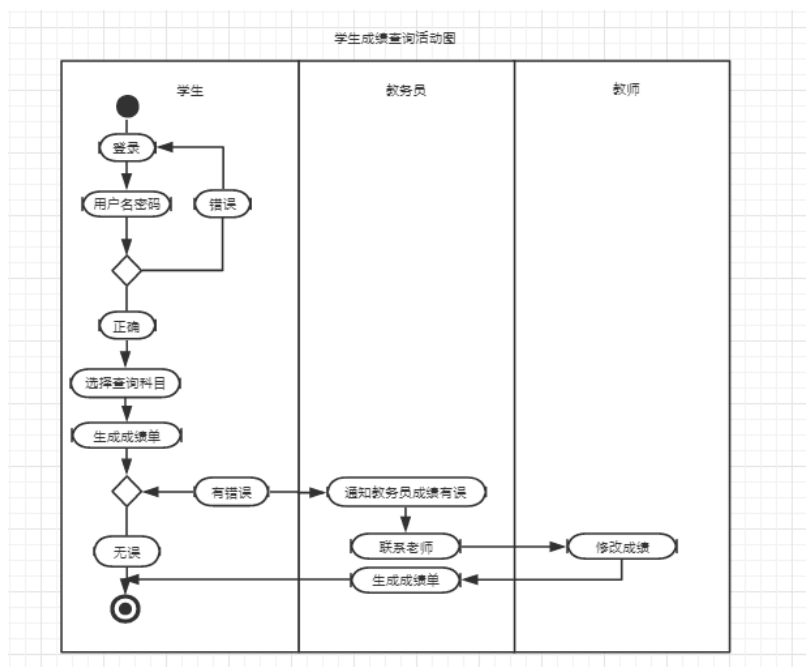 学生成绩查询活动图
学生
教务员
教师
登录
用户名密码
错误
正确
选择查询科目
生成成绩单
有错误
通知教务员成绩有误
无误
联系老师
修改成绩
生成成绩单